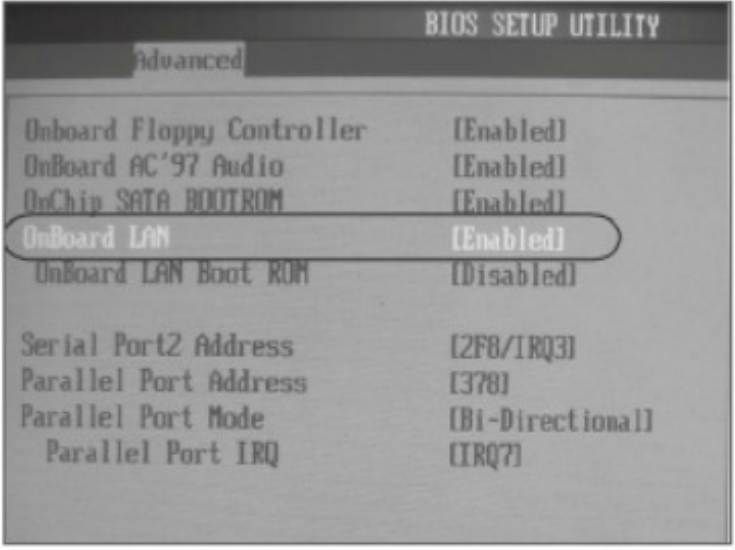 BIOS SETUP UTILITY
Advanced
Onboard Floppy Controller [Enabled]
OnBoard AC'97 Audio [Enabled]
OnChip SATA BOOTROM [Enabled]
OnBoard LAN [Enabled]
OnBoard LAN Boot ROM [Disabled]
Serial Port2 Address [2F8/IRQ3]
Parallel Port Address [378]
Parallel Port Mode [Bi-Directional]
Parallel Port IRQ [IRQ7]